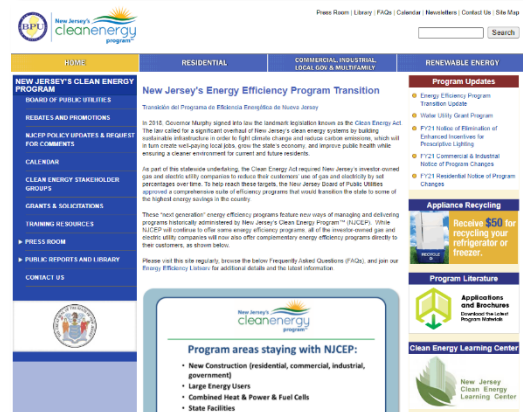 Press Room | Library | FAQs | Calendar | Newsletters | Contact Us | Site Map
BPU
New Jersey's
cleanenergy
program™
Search
HOME
RESIDENTIAL
COMMERCIAL, INDUSTRIAL,
LOCAL GOV & MULTIFAMILY
RENEWABLE ENERGY
NEW JERSEY'S CLEAN ENERGY
PROGRAM
BOARD OF PUBLIC UTILITIES
REBATES AND PROMOTIONS
NJCEP POLICY UPDATES & REQUEST
FOR COMMENTS
CALENDAR
CLEAN ENERGY STAKEHOLDER
GROUPS
GRANTS & SOLICITATIONS
TRAINING RESOURCES
PRESS ROOM
PUBLIC REPORTS AND LIBRARY
CONTACT US
New Jersey's Energy Efficiency Program Transition
Transición del Programa de Eficiencia Energética de Nueva Jersey
In 2018, Governor Murphy signed into law the landmark legislation known as the Clean Energy Act.
The law called for a significant overhaul of New Jersey's clean energy systems by building
sustainable infrastructure in order to fight climate change and reduce carbon emissions, which will
in turn create well-paying local jobs, grow the state's economy, and improve public health while
ensuring a cleaner environment for current and future residents.
As part of this statewide undertaking, the Clean Energy Act required New Jersey's investor-owned
gas and electric utility companies to reduce their customers' use of gas and electricity by set
percentages over time. To help reach these targets, the New Jersey Board of Public Utilities
approved a comprehensive suite of efficiency programs that would transition the state to some of
the highest energy savings in the country.
These "next generation" energy efficiency programs feature new ways of managing and delivering
programs historically administered by New Jersey's Clean Energy Program™ (NJCEP). While
NJCEP will continue to offer some energy efficiency programs, all of the investor-owned gas and
electric utility companies will now also offer complementary energy efficiency programs directly to
their customers, as shown below.
Please visit this site regularly, browse the below Frequently Asked Questions (FAQs), and join our
Energy Efficiency Listserv for additional details and the latest information.
New Jersey's
cleanenergy
program™
Program areas staying with NJCEP:
• New Construction (residential, commercial, industrial,
government)
• Large Energy Users
• Combined Heat & Power & Fuel Cells
• State Facilities
Program Updates
Energy Efficiency Program
Transition Update
Water Utility Grant Program
FY21 Notice of Elimination of
Enhanced Incentives for
Prescriptive Lighting
FY21 Commercial & Industrial
Notice of Program Changes
FY21 Residential Notice of Program
Changes
Appliance Recycling
Receive $50 for
recycling your
refrigerator or
freezer.
RECYCLE
Program Literature
Applications
and Brochures
Download the Latest
Program Materials
Clean Energy Learning Center
New Jersey
Clean Energy
Learning Center